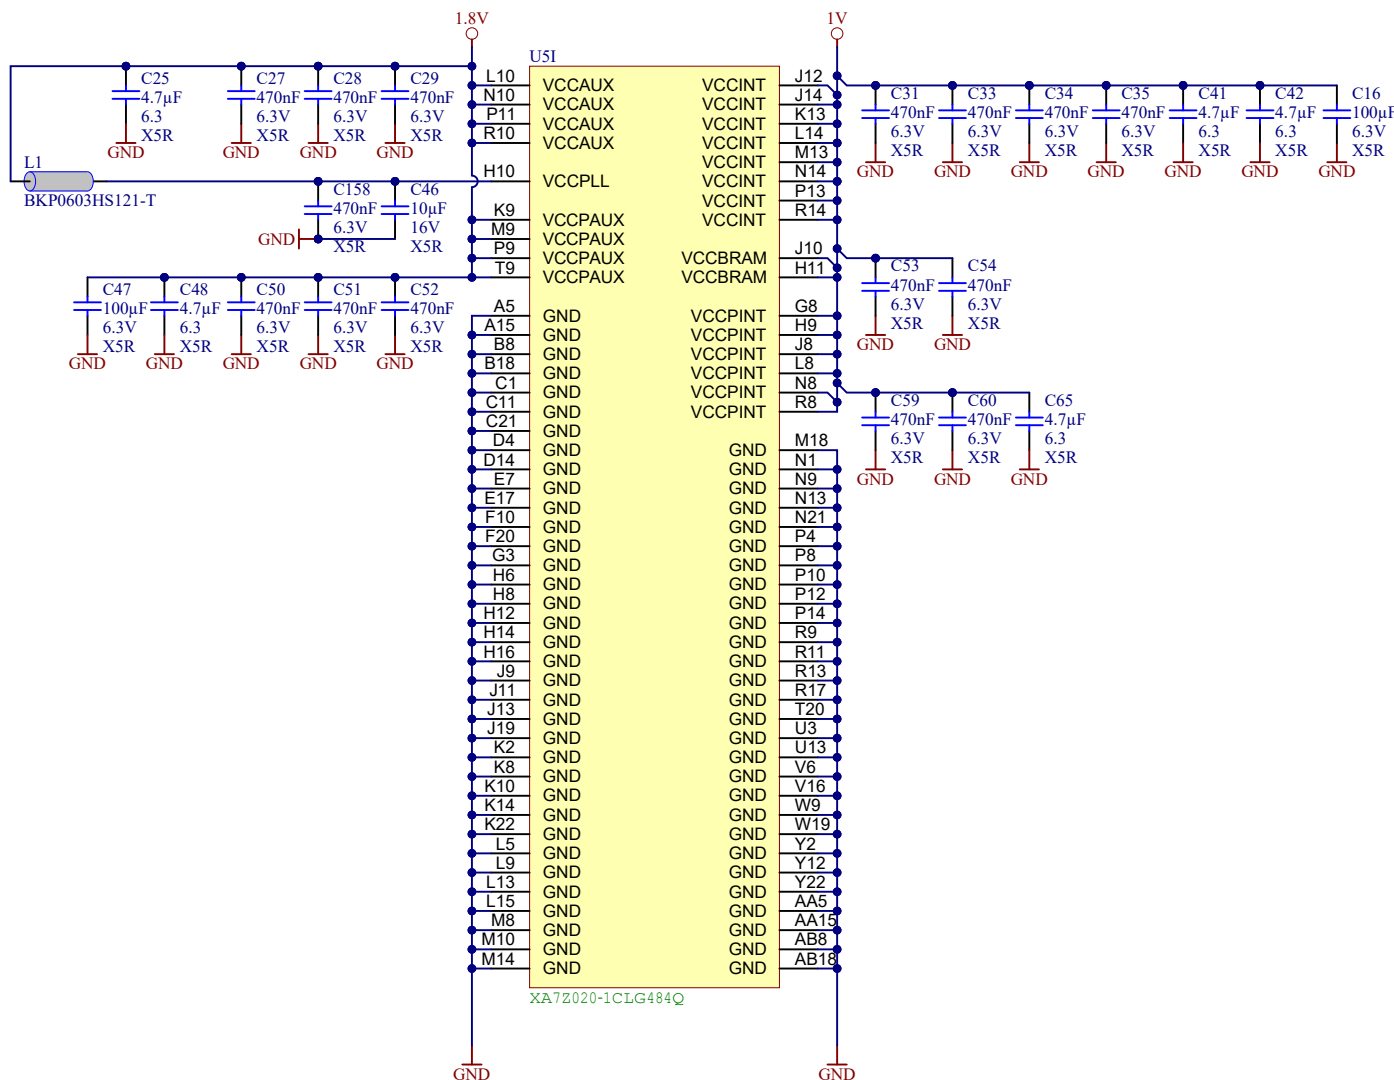 1.8V
1V
U5I
C25
4.7µF
6.3
X5R
GND
C27
470nF
6.3V
X5R
GND
C28
470nF
6.3V
X5R
GND
C29
470nF
6.3V
X5R
GND
L1
BKP0603HS121-T
C158
470nF
6.3V
X5R
C46
10µF
16V
X5R
GND
C47
100µF
6.3V
X5R
GND
C48
4.7µF
6.3
X5R
GND
C50
470nF
6.3V
X5R
GND
C51
470nF
6.3V
X5R
GND
C52
470nF
6.3V
X5R
GND
L10 VCCAUX
N10 VCCAUX
P11 VCCAUX
R10 VCCAUX
H10 VCCPLL
K9 VCCPAUX
M9 VCCPAUX
P9 VCCPAUX
T9 VCCPAUX
A5 GND
A15 GND
B8 GND
B18 GND
C1 GND
C11 GND
C21 GND
D4 GND
D14 GND
E7 GND
E17 GND
F10 GND
F20 GND
G3 GND
H6 GND
H8 GND
H12 GND
H14 GND
H16 GND
J9 GND
J11 GND
J13 GND
J19 GND
K2 GND
K8 GND
K10 GND
K14 GND
K22 GND
L5 GND
L9 GND
L13 GND
L15 GND
M8 GND
M10 GND
M14 GND
VCCINT J12
VCCINT J14
VCCINT K13
VCCINT L14
VCCINT M13
VCCINT N14
VCCINT P13
VCCINT R14
VCCBRAM J10
VCCBRAM H11
VCCPINT G8
VCCPINT H9
VCCPINT J8
VCCPINT L8
VCCPINT N8
VCCPINT R8
GND M18
GND N1
GND N9
GND N13
GND N21
GND P4
GND P8
GND P10
GND P12
GND P14
GND R9
GND R11
GND R13
GND R17
GND T20
GND U3
GND U13
GND V6
GND V16
GND W9
GND W19
GND Y2
GND Y12
GND Y22
GND AA5
GND AA15
GND AB8
GND AB18
C31
470nF
6.3V
X5R
GND
C33
470nF
6.3V
X5R
GND
C34
470nF
6.3V
X5R
GND
C35
470nF
6.3V
X5R
GND
C41
4.7µF
6.3
X5R
GND
C42
4.7µF
6.3
X5R
GND
C16
100µF
6.3V
X5R
GND
C53
470nF
6.3V
X5R
GND
C54
470nF
6.3V
X5R
GND
C59
470nF
6.3V
X5R
GND
C60
470nF
6.3V
X5R
GND
C65
4.7µF
6.3
X5R
GND
XA7Z020-1CLG484Q
GND
GND